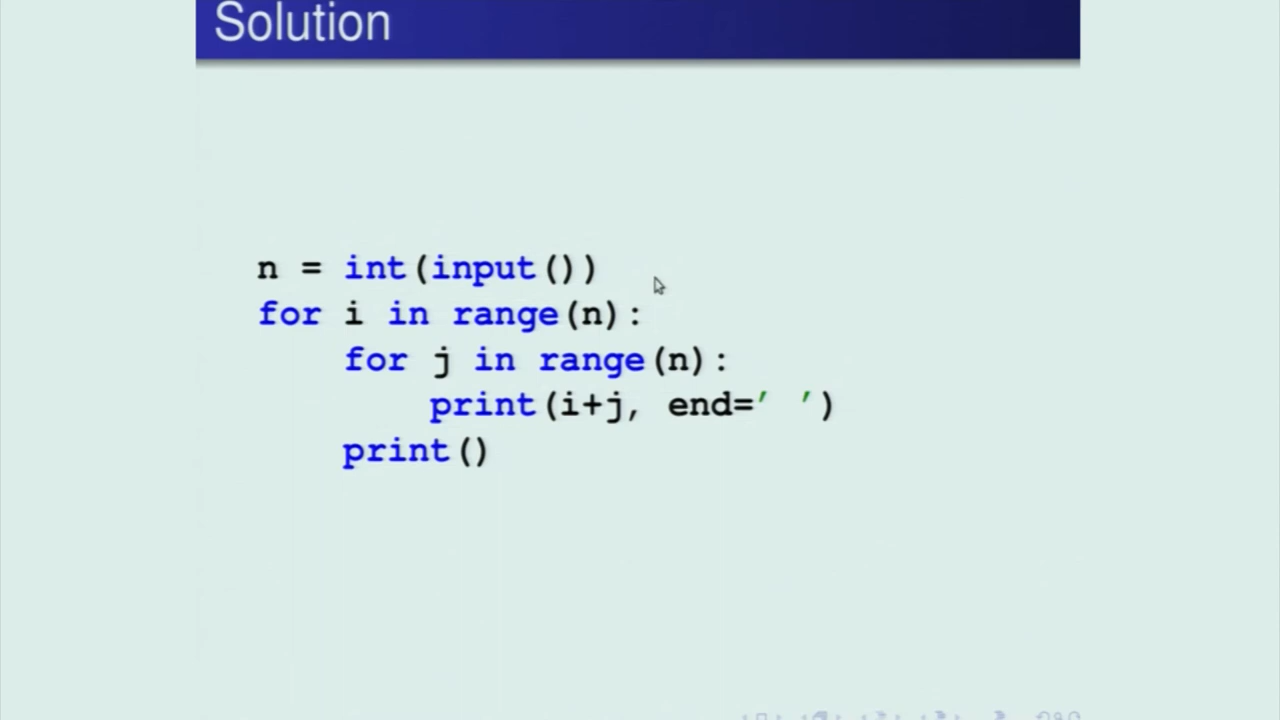 Solution
n = int(input())
for i in range(n):
    for j in range(n):
        print(i+j, end=' ')
    print()